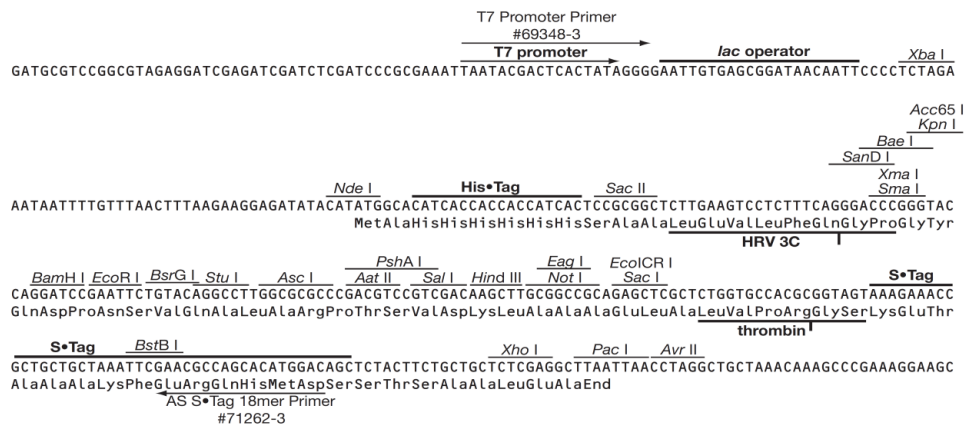 T7 Promoter Primer
#69348-3
T7 promoter
lac operator
Xba I
GATGCGTCCGGCGTAGAGGATCGAGATCGATCTCGATCCCGCGAAATTAATACGACTCACTATAGGGGAATTGTGAGCGGATAACAATTCCCCTCTAGA
Acc65 I
Kpn I
Bae I
SanD I
Xma I
Nde I His•Tag Sac II Sma I
AATAATTTTGTTTAACTTTAAGAAGGAGATATACATATGGCACATCACCACCACCATCACTCCGCGGCTCTTGAAGTCCTCTTTCAGGGACCCGGGTAC
MetAlaHisHisHisHisHisHisSerAlaAlaLeuGluValLeuPheGlnGlyProGlyTyr
HRV 3C
PshA I Eag I EcoICR I
BamH I EcoR I BsrG I Stu I Asc I Aat II Sal I Hind III Not I Sac I S•Tag
CAGGATCCGAATTCTGTACAGGCCTTGGCGCGCCCGACGTCCGTCGACAAGCTTGCGGCCGCAGAGCTCGCTCTGGTGCCACGCGGTAGTAAAGAAACC
GlnAspProAsnSerValGlnAlaLeuAlaArgProThrSerValAspLysLeuAlaAlaAlaGluLeuAlaLeuValProArgGlySerLysGluThr
thrombin
S•Tag BstB I Xho I Pac I Avr II
GCTGCTGCTAAATTCGAACGCCAGCACATGGACAGCTCTACTTCTGCTGCTCTCGAGGCTTAATTAACCTAGGCTGCTAAACAAAGCCCGAAAGGAAGC
AlaAlaAlaLysPheGluArgGlnHisMetAspSerSerThrSerAlaAlaLeuGluAlaEnd
AS S•Tag 18mer Primer
#71262-3